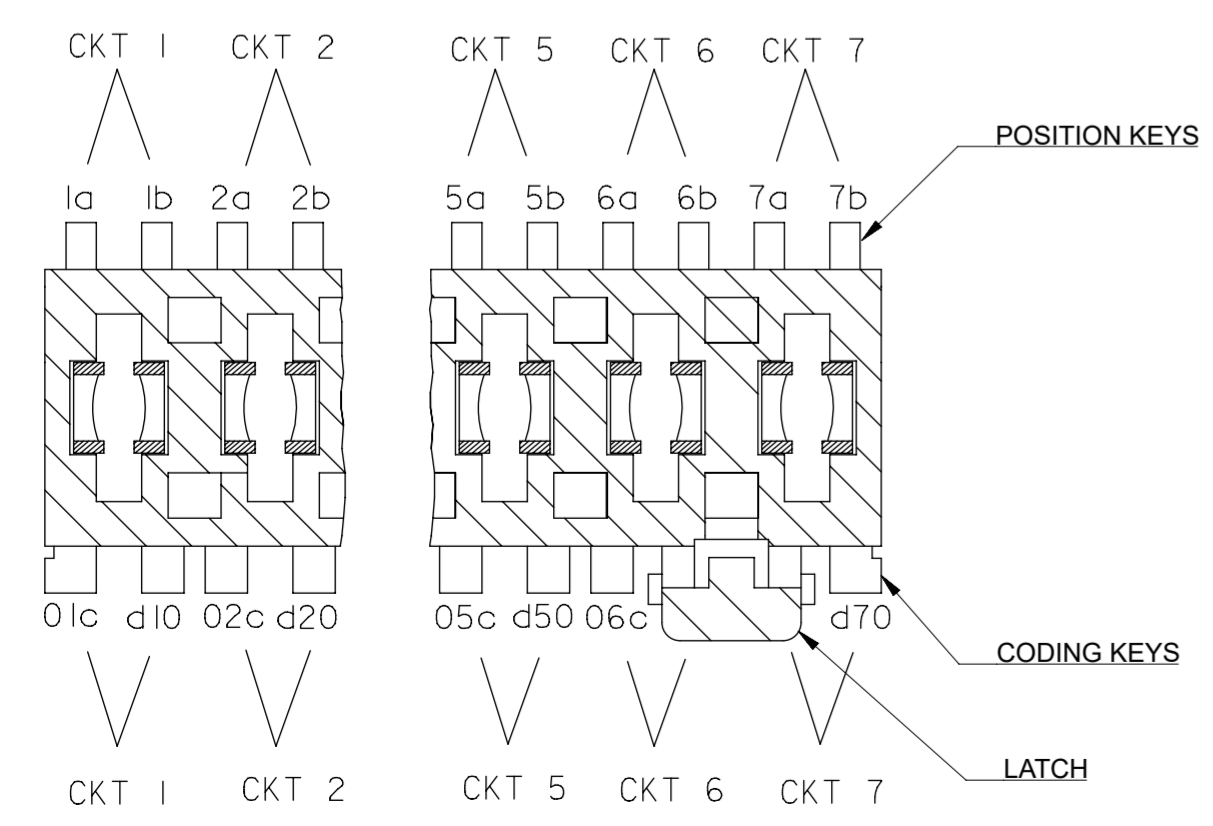 CKT 1 CKT 2 CKT 5 CKT 6 CKT 7
POSITION KEYS
1a 1b 2a 2b 5a 5b 6a 6b 7a 7b
01c d10 02c d20 05c d50 06c d70
CODING KEYS
LATCH
CKT 1 CKT 2 CKT 5 CKT 6 CKT 7